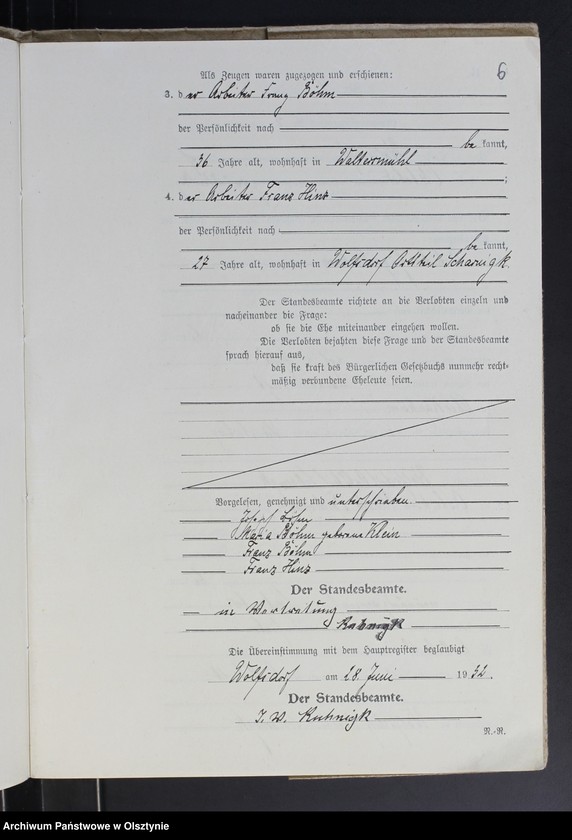 6
Als Zeugen waren zugezogen und erschienen:
3. der Arbeiter Franz Böhm
der Persönlichkeit nach
bekannt,
36 Jahre alt, wohnhaft in Waltermühl
;
4. der Arbeiter Franz Hinz
der Persönlichkeit nach
bekannt,
27 Jahre alt, wohnhaft in Wolfsdorf Ortsteil Scharnigk.
Der Standesbeamte richtete an die Verlobten einzeln und
nacheinander die Frage:
ob sie die Ehe miteinander eingehen wollen.
Die Verlobten bejahten diese Frage und der Standesbeamte
sprach hierauf aus,
daß sie kraft des Bürgerlichen Gesetzbuchs nunmehr recht-
mäßig verbundene Eheleute seien.
Vorgelesen, genehmigt und unterschrieben.
Josef Böhm
Maria Böhm geborene Klein
Franz Böhm
Franz Hinz
Der Standesbeamte.
in Vertretung
Kuhnigk
Die Übereinstimmung mit dem Hauptregister beglaubigt
Wolfsdorf am 28. Juni 1932.
Der Standesbeamte.
I. V. Kuhnigk
R.-R.
Archiwum Państwowe w Olsztynie